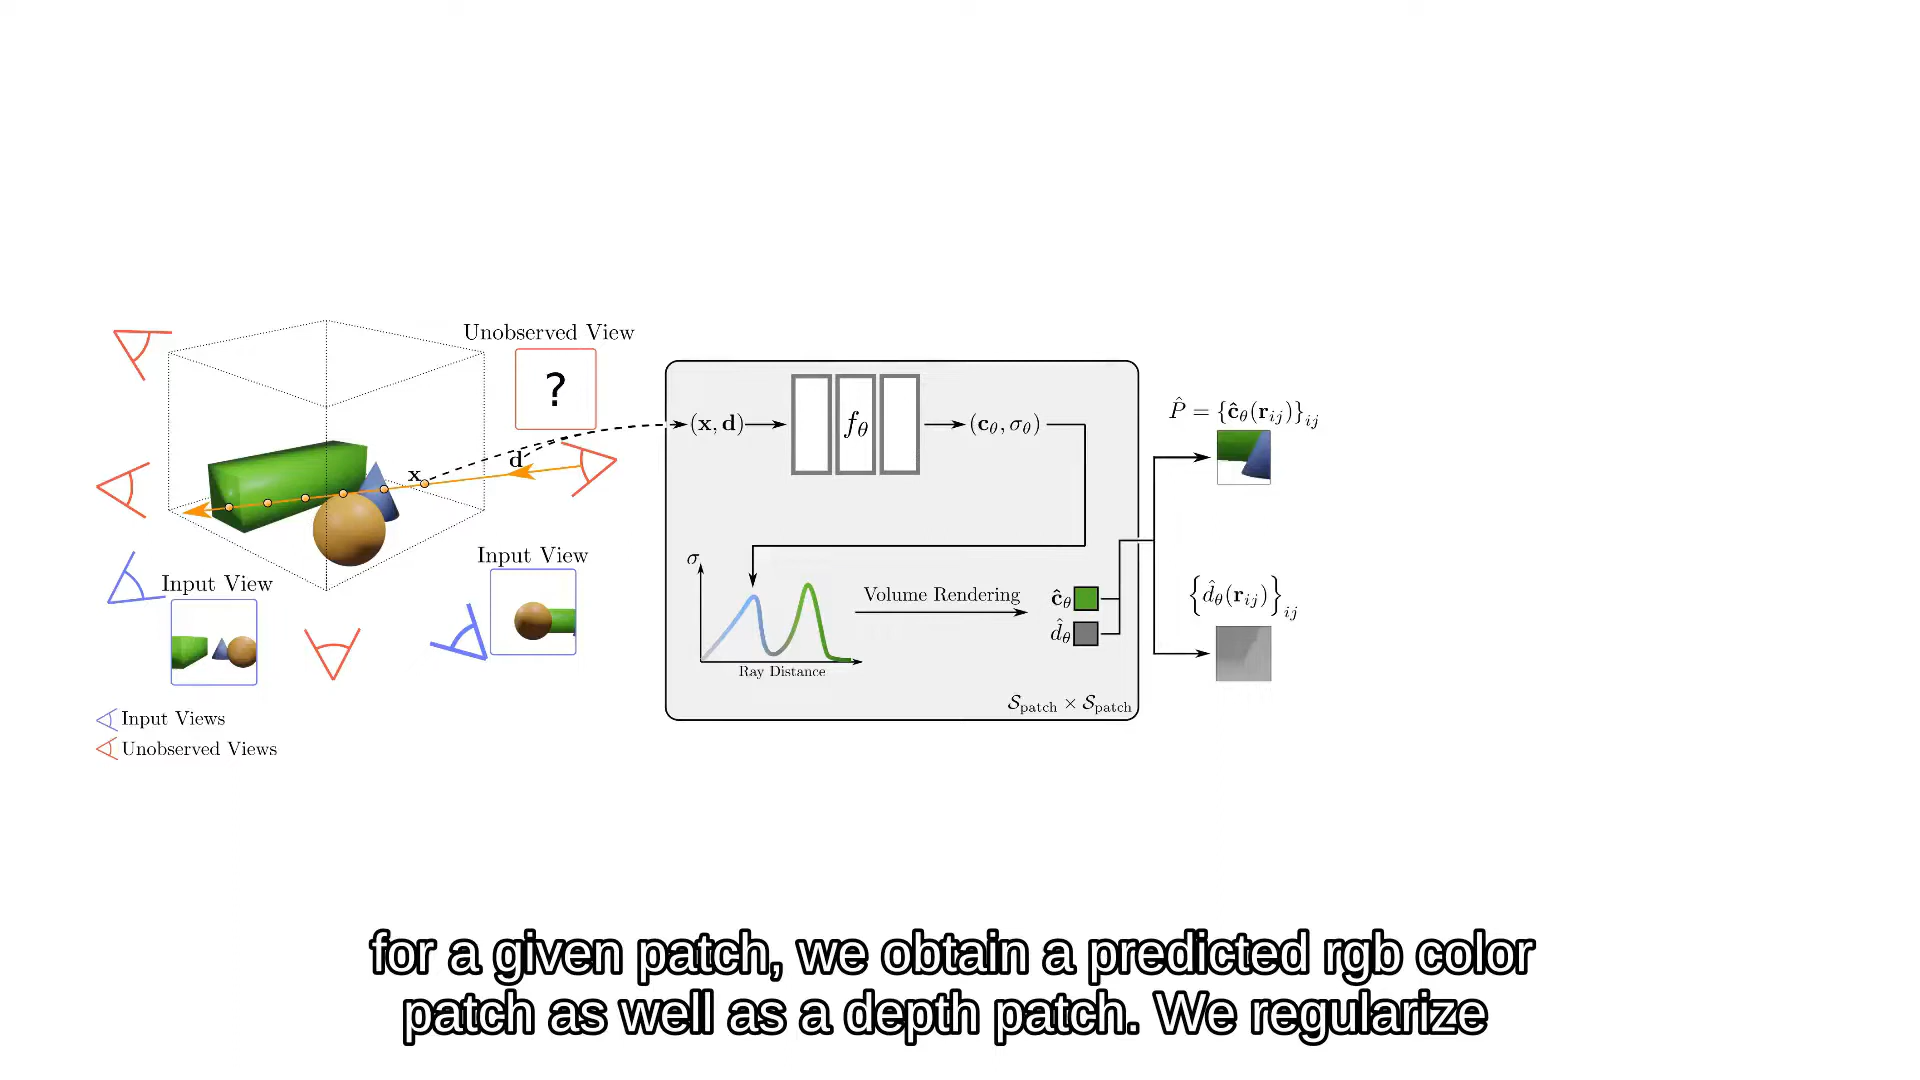 Unobserved View
?
x
d
Input View
Input View
Input Views
Unobserved Views
(x, d)
f_θ
(c_θ, σ_θ)
σ
Ray Distance
Volume Rendering
ĉ_θ
d̂_θ
S_patch × S_patch
P̂ = {ĉ_θ(r_ij)}_ij
{d̂_θ(r_ij)}_ij
for a given patch, we obtain a predicted rgb color
patch as well as a depth patch. We regularize